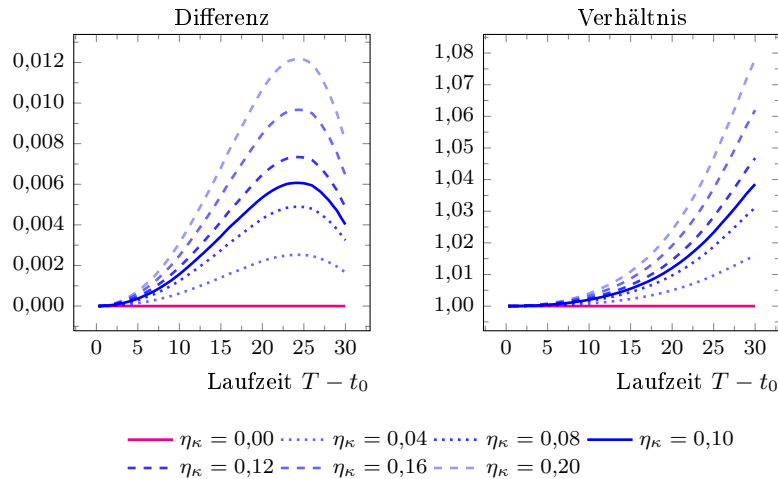 Differenz
0,012
0,010
0,008
0,006
0,004
0,002
0,000
0 5 10 15 20 25 30
Laufzeit T − t₀
Verhältnis
1,08
1,07
1,06
1,05
1,04
1,03
1,02
1,01
1,00
0 5 10 15 20 25 30
Laufzeit T − t₀
ηκ = 0,00 ηκ = 0,04 ηκ = 0,08 ηκ = 0,10
ηκ = 0,12 ηκ = 0,16 ηκ = 0,20